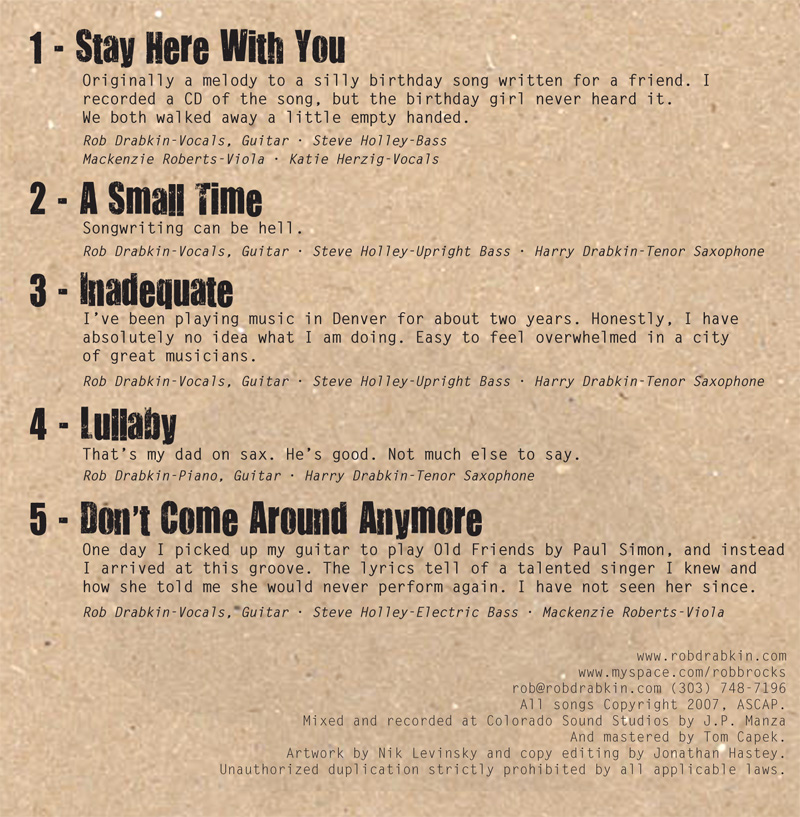 1 - Stay Here With You
Originally a melody to a silly birthday song written for a friend. I
recorded a CD of the song, but the birthday girl never heard it.
We both walked away a little empty handed.
Rob Drabkin-Vocals, Guitar · Steve Holley-Bass
Mackenzie Roberts-Viola · Katie Herzig-Vocals
2 - A Small Time
Songwriting can be hell.
Rob Drabkin-Vocals, Guitar · Steve Holley-Upright Bass · Harry Drabkin-Tenor Saxophone
3 - Inadequate
I've been playing music in Denver for about two years. Honestly, I have
absolutely no idea what I am doing. Easy to feel overwhelmed in a city
of great musicians.
Rob Drabkin-Vocals, Guitar · Steve Holley-Upright Bass · Harry Drabkin-Tenor Saxophone
4 - Lullaby
That's my dad on sax. He's good. Not much else to say.
Rob Drabkin-Piano, Guitar · Harry Drabkin-Tenor Saxophone
5 - Don't Come Around Anymore
One day I picked up my guitar to play Old Friends by Paul Simon, and instead
I arrived at this groove. The lyrics tell of a talented singer I knew and
how she told me she would never perform again. I have not seen her since.
Rob Drabkin-Vocals, Guitar · Steve Holley-Electric Bass · Mackenzie Roberts-Viola
www.robdrabkin.com
www.myspace.com/robbrocks
rob@robdrabkin.com (303) 748-7196
All songs Copyright 2007, ASCAP.
Mixed and recorded at Colorado Sound Studios by J.P. Manza
And mastered by Tom Capek.
Artwork by Nik Levinsky and copy editing by Jonathan Hastey.
Unauthorized duplication strictly prohibited by all applicable laws.